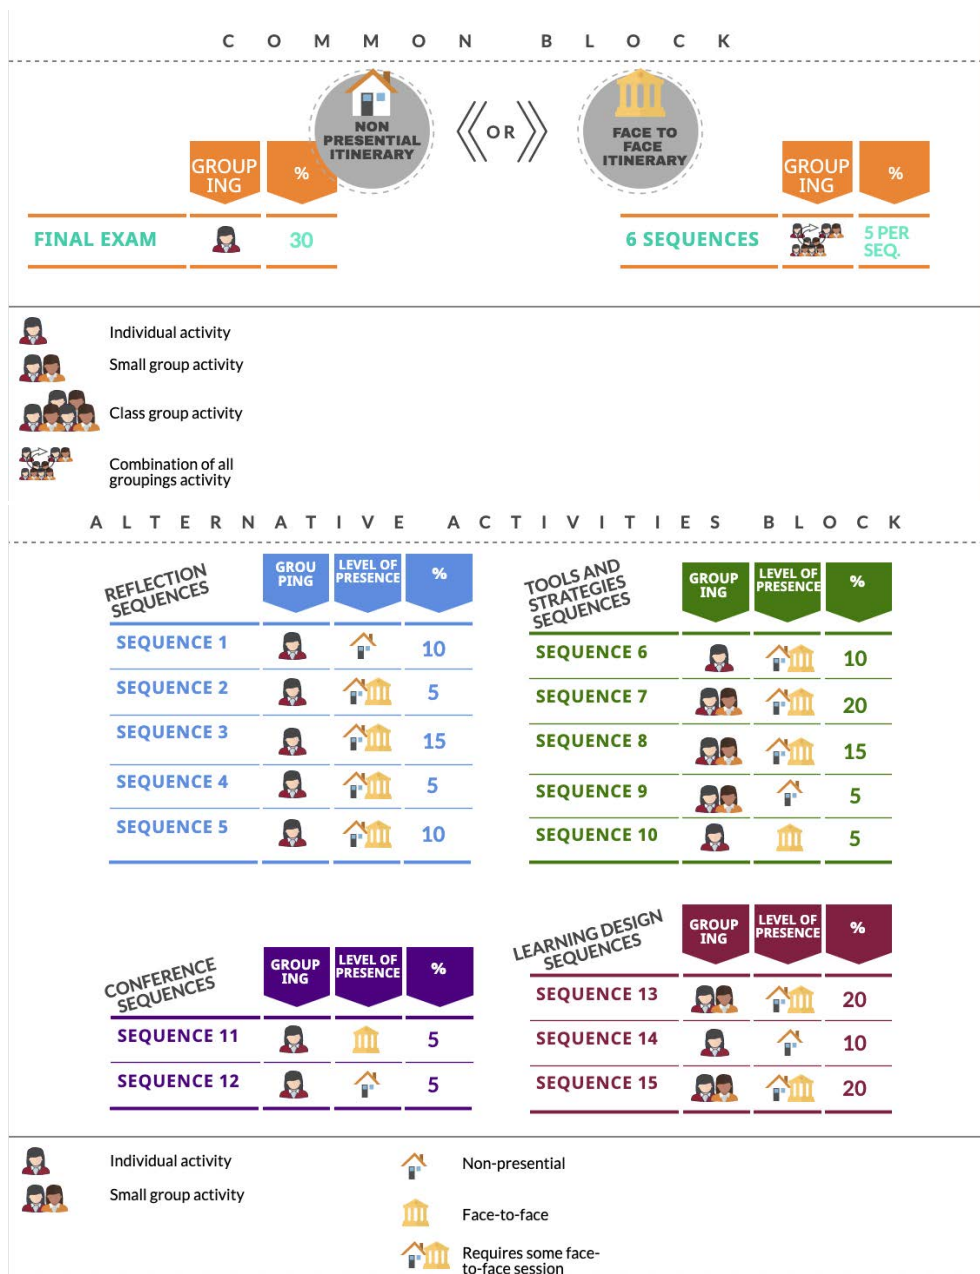 COMMON BLOCK
NON
PRESENTIAL
ITINERARY
OR
FACE TO
FACE
ITINERARY
GROUP
ING
%
GROUP
ING
%
FINAL EXAM
30
6 SEQUENCES
5 PER
SEQ.
Individual activity
Small group activity
Class group activity
Combination of all
groupings activity
ALTERNATIVE ACTIVITIES BLOCK
REFLECTION
SEQUENCES
GROU
PING
LEVEL OF
PRESENCE
%
SEQUENCE 1
10
SEQUENCE 2
5
SEQUENCE 3
15
SEQUENCE 4
5
SEQUENCE 5
10
TOOLS AND
STRATEGIES
SEQUENCES
GROUP
ING
LEVEL OF
PRESENCE
%
SEQUENCE 6
10
SEQUENCE 7
20
SEQUENCE 8
15
SEQUENCE 9
5
SEQUENCE 10
5
CONFERENCE
SEQUENCES
GROUP
ING
LEVEL OF
PRESENCE
%
SEQUENCE 11
5
SEQUENCE 12
5
LEARNING DESIGN
SEQUENCES
GROUP
ING
LEVEL OF
PRESENCE
%
SEQUENCE 13
20
SEQUENCE 14
10
SEQUENCE 15
20
Individual activity
Small group activity
Non-presential
Face-to-face
Requires some face-
to-face session